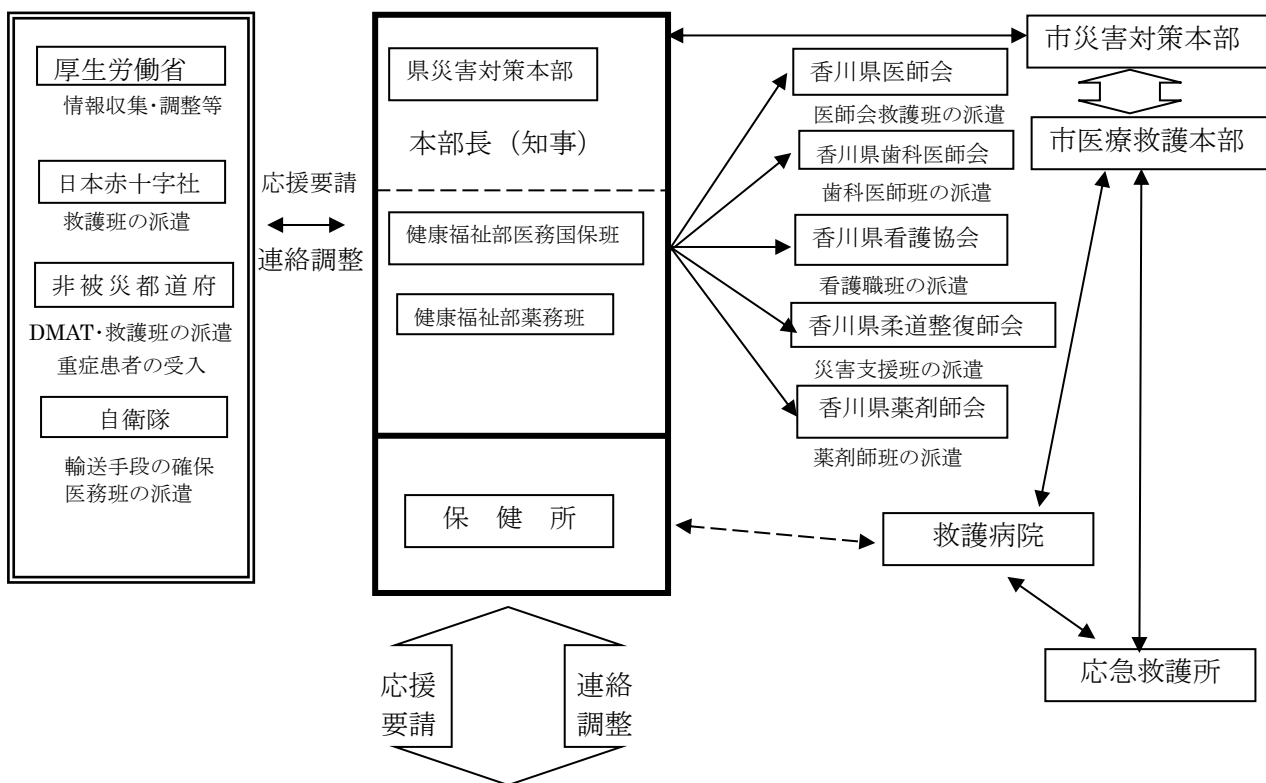 厚生労働省
情報収集・調整等
日本赤十字社
救護班の派遣
非被災都道府
DMAT・救護班の派遣
重症患者の受入
自衛隊
輸送手段の確保
医務班の派遣
応援要請
連絡調整
県災害対策本部
本部長（知事）
健康福祉部医務国保班
健康福祉部薬務班
保　健　所
応援
要請
連絡
調整
香川県医師会
医師会救護班の派遣
香川県歯科医師会
歯科医師班の派遣
香川県看護協会
看護職班の派遣
香川県柔道整復師会
災害支援班の派遣
香川県薬剤師会
薬剤師班の派遣
市災害対策本部
市医療救護本部
救護病院
応急救護所